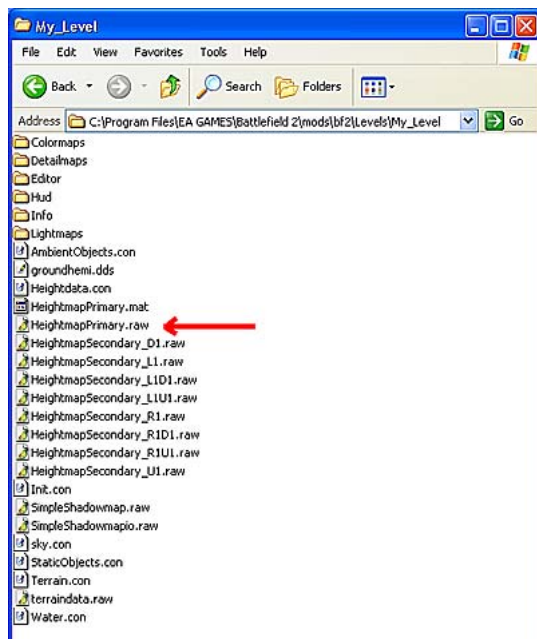 My_Level
File Edit View Favorites Tools Help
Back Search Folders
Address C:\Program Files\EA GAMES\Battlefield 2\mods\bf2\Levels\My_Level Go
Colormaps
Detailmaps
Editor
Hud
Info
Lightmaps
AmbientObjects.con
groundhemi.dds
Heightdata.con
HeightmapPrimary.mat
HeightmapPrimary.raw
HeightmapSecondary_D1.raw
HeightmapSecondary_L1.raw
HeightmapSecondary_L1D1.raw
HeightmapSecondary_L1U1.raw
HeightmapSecondary_R1.raw
HeightmapSecondary_R1D1.raw
HeightmapSecondary_R1U1.raw
HeightmapSecondary_U1.raw
Init.con
SimpleShadowmap.raw
SimpleShadowmapio.raw
sky.con
StaticObjects.con
Terrain.con
terraindata.raw
Water.con